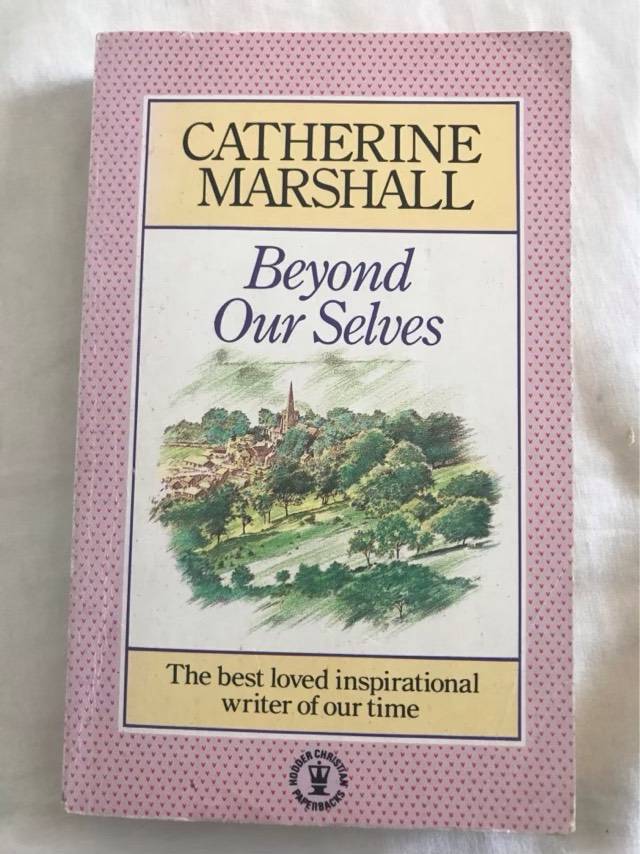 CATHERINE
MARSHALL
Beyond
Our Selves
The best loved inspirational
writer of our time
HODDER CHRISTIAN
PAPERBACKS